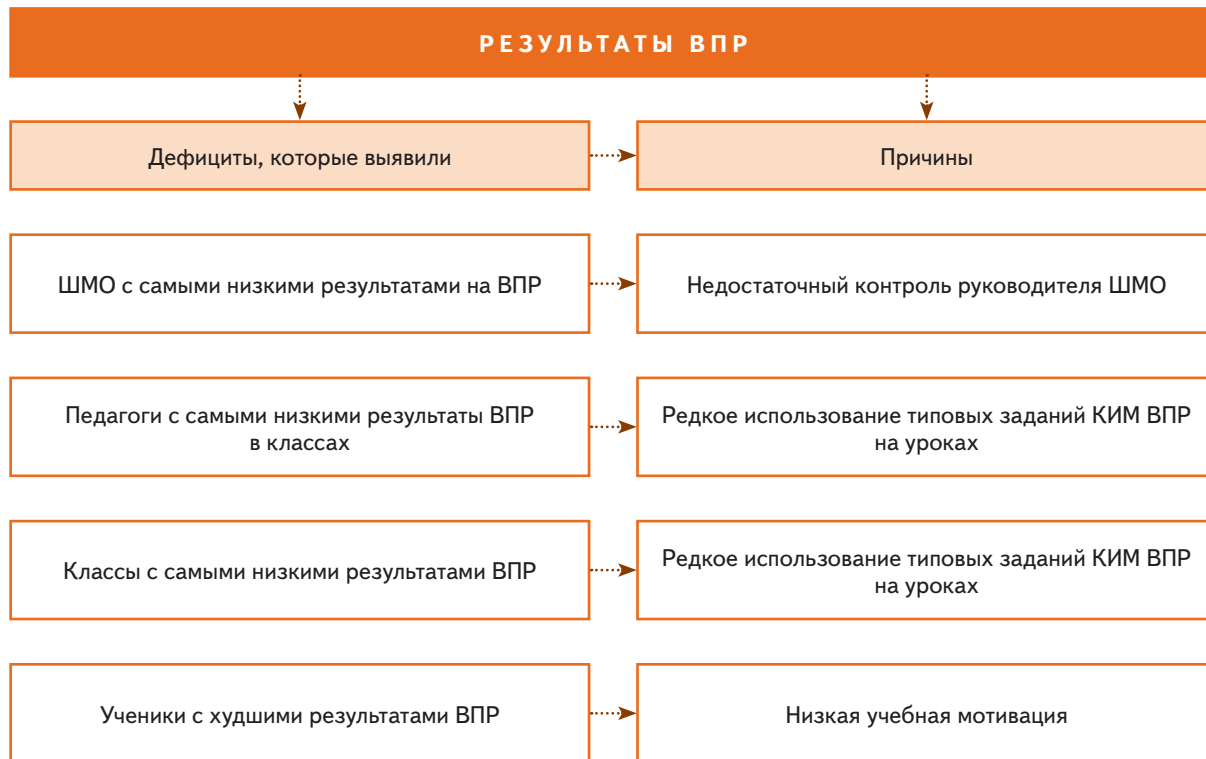 РЕЗУЛЬТАТЫ ВПР
Дефициты, которые выявили
Причины
ШМО с самыми низкими результатами на ВПР
Недостаточный контроль руководителя ШМО
Педагоги с самыми низкими результаты ВПР
в классах
Редкое использование типовых заданий КИМ ВПР
на уроках
Классы с самыми низкими результатами ВПР
Редкое использование типовых заданий КИМ ВПР
на уроках
Ученики с худшими результатами ВПР
Низкая учебная мотивация